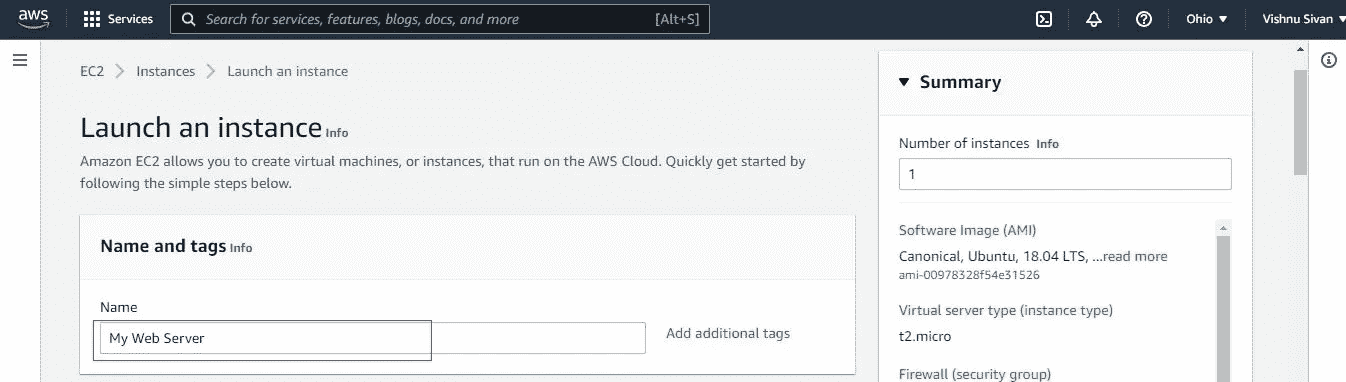 aws Services Search for services, features, blogs, docs, and more [Alt+S] Ohio Vishnu Sivan
EC2 Instances Launch an instance
Launch an instance Info
Amazon EC2 allows you to create virtual machines, or instances, that run on the AWS Cloud. Quickly get started by
following the simple steps below.
Name and tags Info
Name
My Web Server
Add additional tags
Summary
Number of instances Info
1
Software Image (AMI)
Canonical, Ubuntu, 18.04 LTS, ...read more
ami-00978328f54e31526
Virtual server type (instance type)
t2.micro
Firewall (security group)